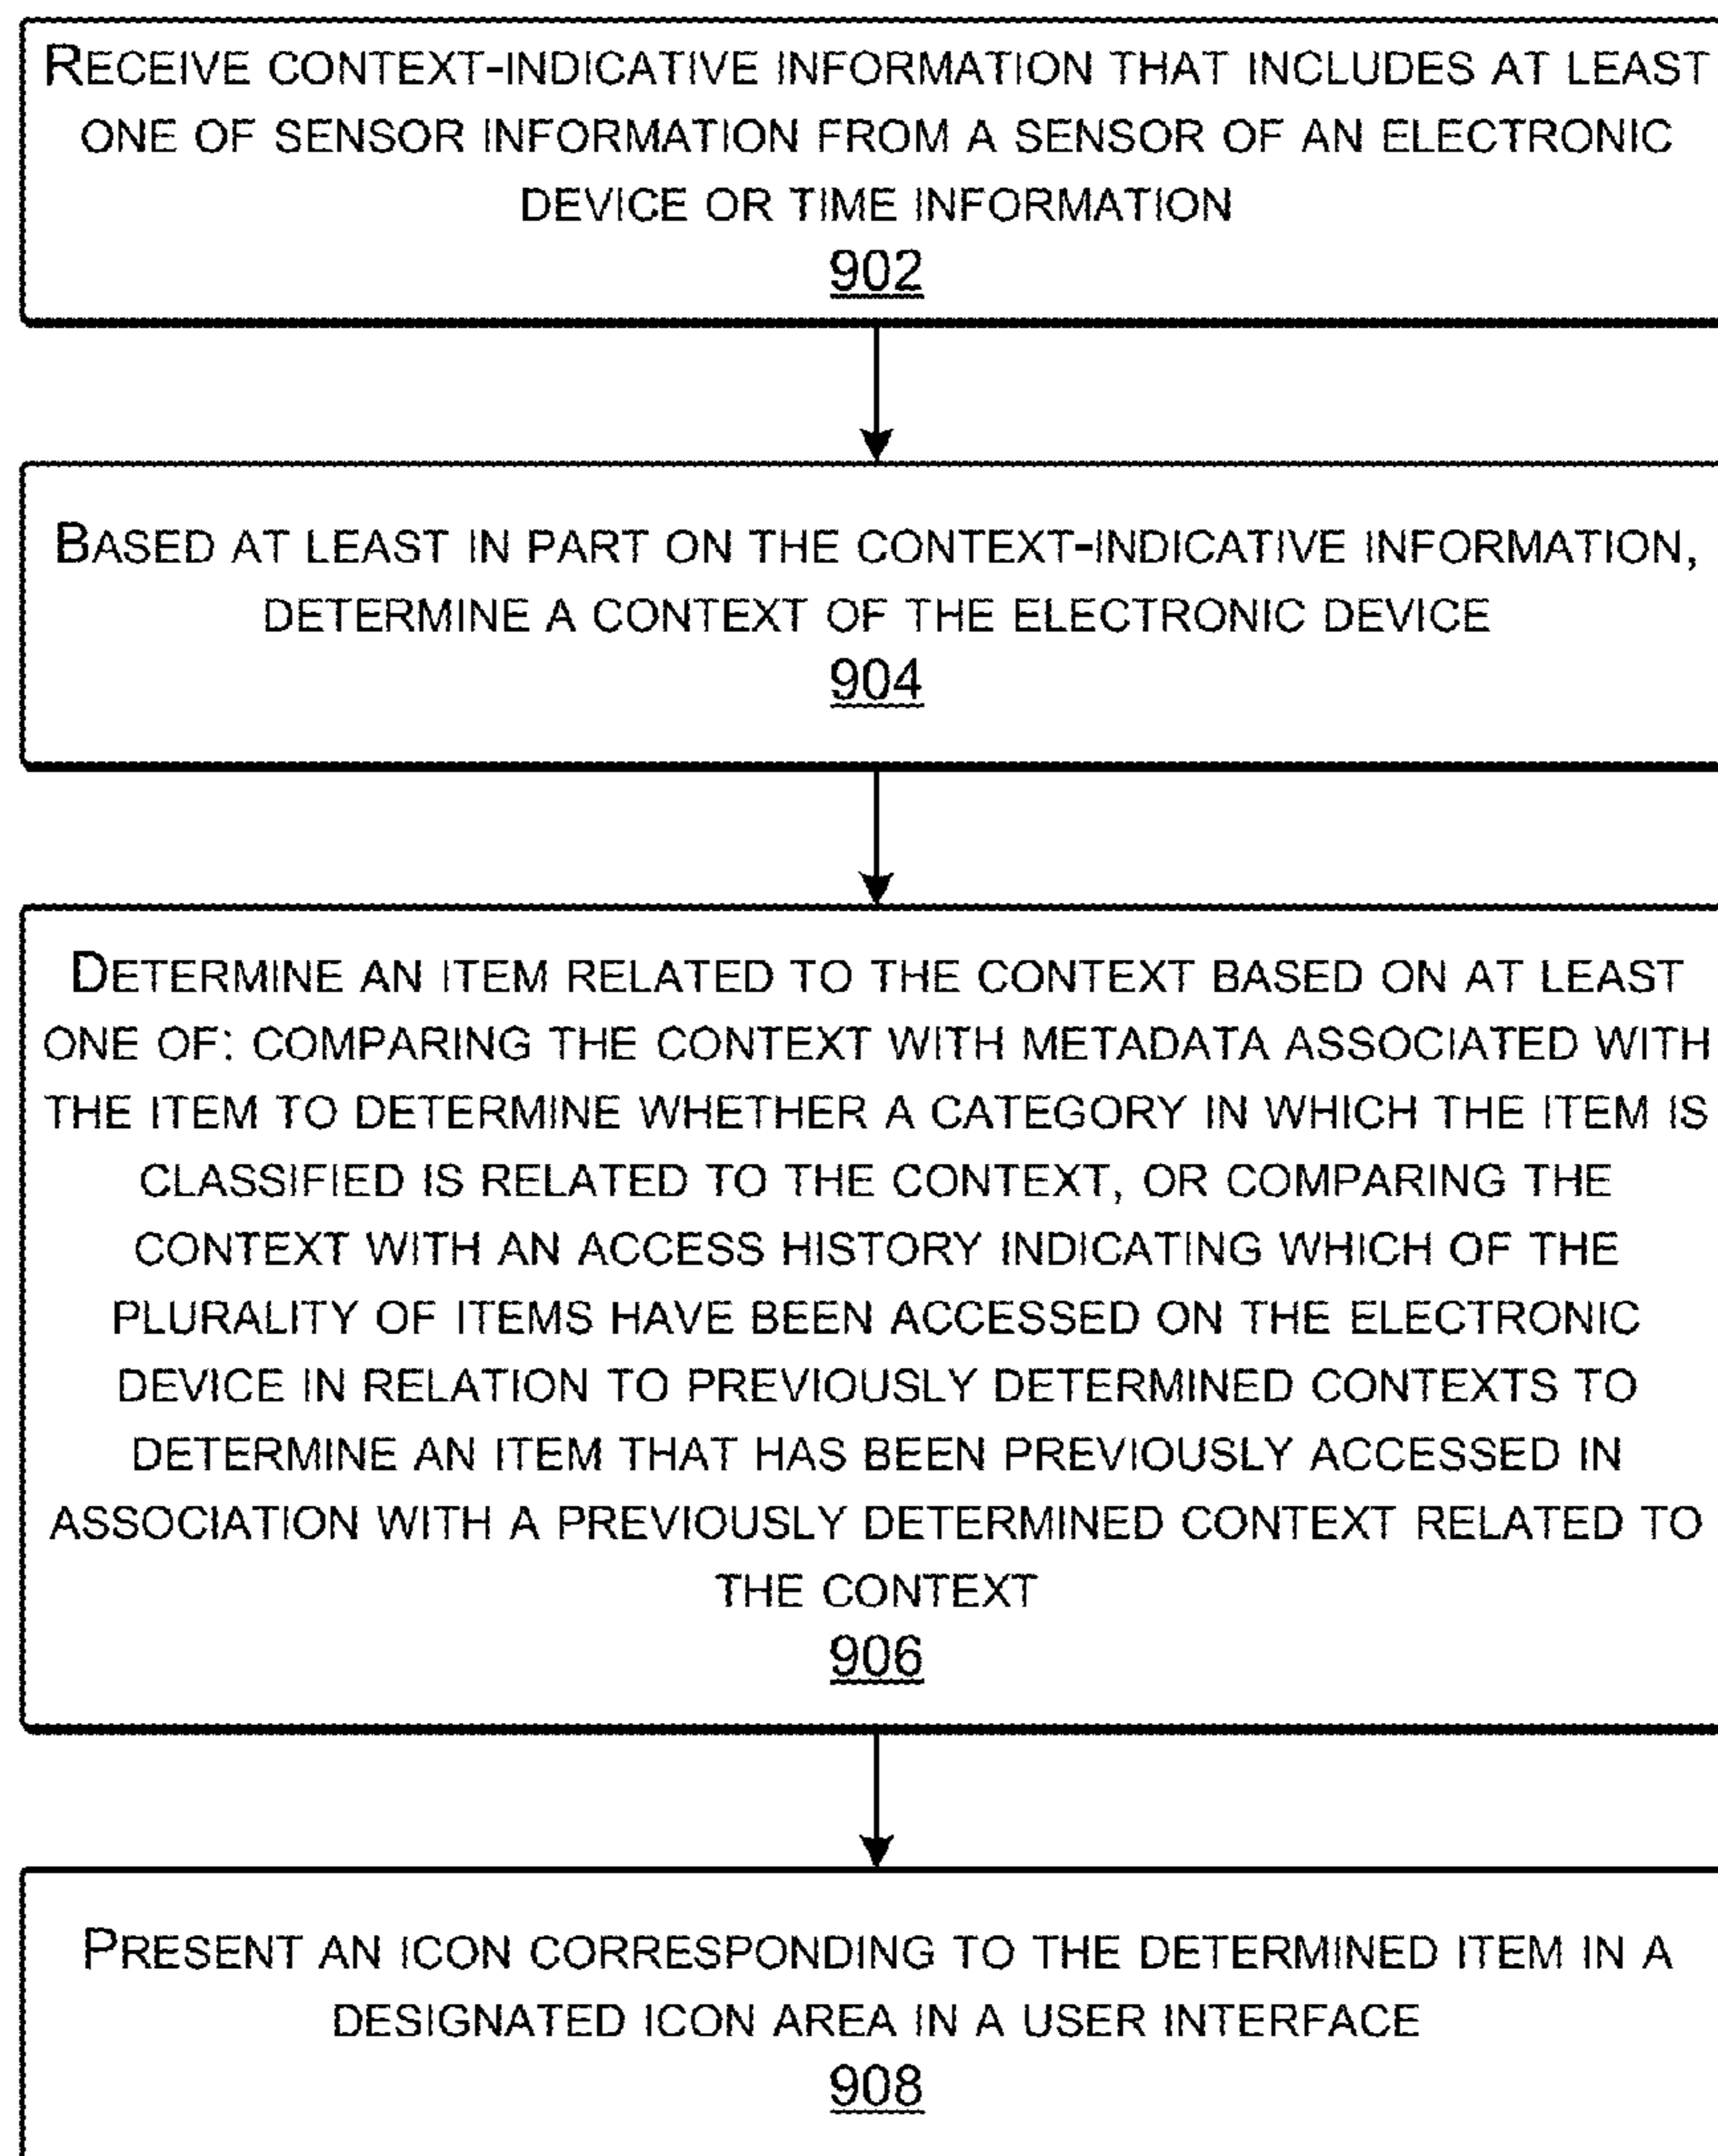 RECEIVE CONTEXT-INDICATIVE INFORMATION THAT INCLUDES AT LEAST
ONE OF SENSOR INFORMATION FROM A SENSOR OF AN ELECTRONIC
DEVICE OR TIME INFORMATION
902
BASED AT LEAST IN PART ON THE CONTEXT-INDICATIVE INFORMATION,
DETERMINE A CONTEXT OF THE ELECTRONIC DEVICE
904
DETERMINE AN ITEM RELATED TO THE CONTEXT BASED ON AT LEAST
ONE OF: COMPARING THE CONTEXT WITH METADATA ASSOCIATED WITH
THE ITEM TO DETERMINE WHETHER A CATEGORY IN WHICH THE ITEM IS
CLASSIFIED IS RELATED TO THE CONTEXT, OR COMPARING THE
CONTEXT WITH AN ACCESS HISTORY INDICATING WHICH OF THE
PLURALITY OF ITEMS HAVE BEEN ACCESSED ON THE ELECTRONIC
DEVICE IN RELATION TO PREVIOUSLY DETERMINED CONTEXTS TO
DETERMINE AN ITEM THAT HAS BEEN PREVIOUSLY ACCESSED IN
ASSOCIATION WITH A PREVIOUSLY DETERMINED CONTEXT RELATED TO
THE CONTEXT
906
PRESENT AN ICON CORRESPONDING TO THE DETERMINED ITEM IN A
DESIGNATED ICON AREA IN A USER INTERFACE
908